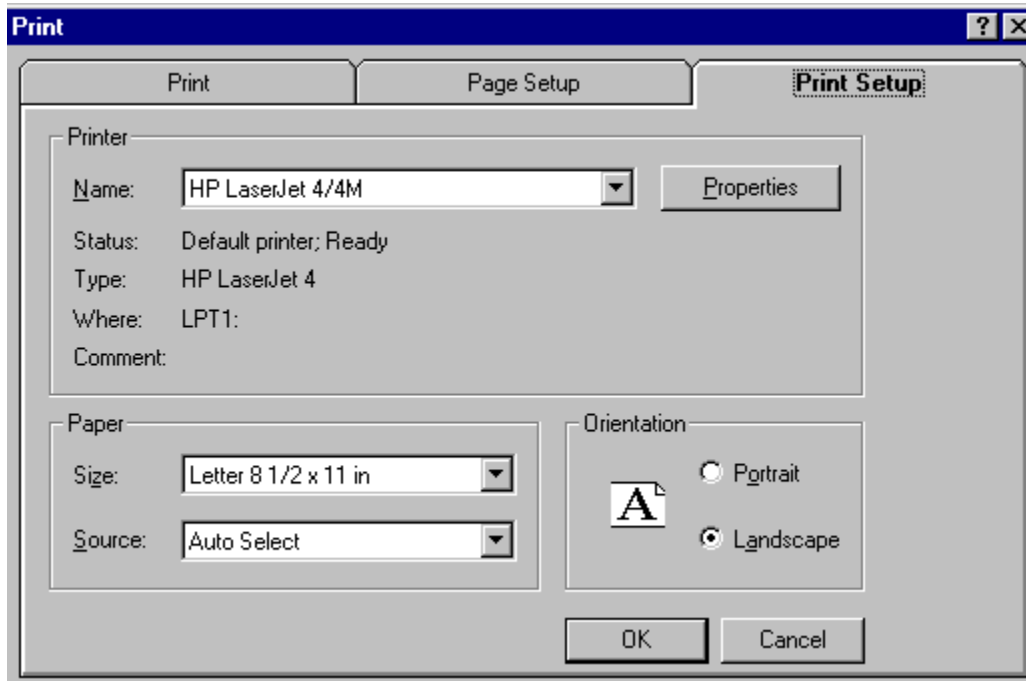 Print
Print Page Setup Print Setup
Printer
Name: HP LaserJet 4/4M Properties
Status: Default printer; Ready
Type: HP LaserJet 4
Where: LPT1:
Comment:
Paper
Size: Letter 8 1/2 x 11 in
Source: Auto Select
Orientation
A
Portrait
Landscape
OK Cancel